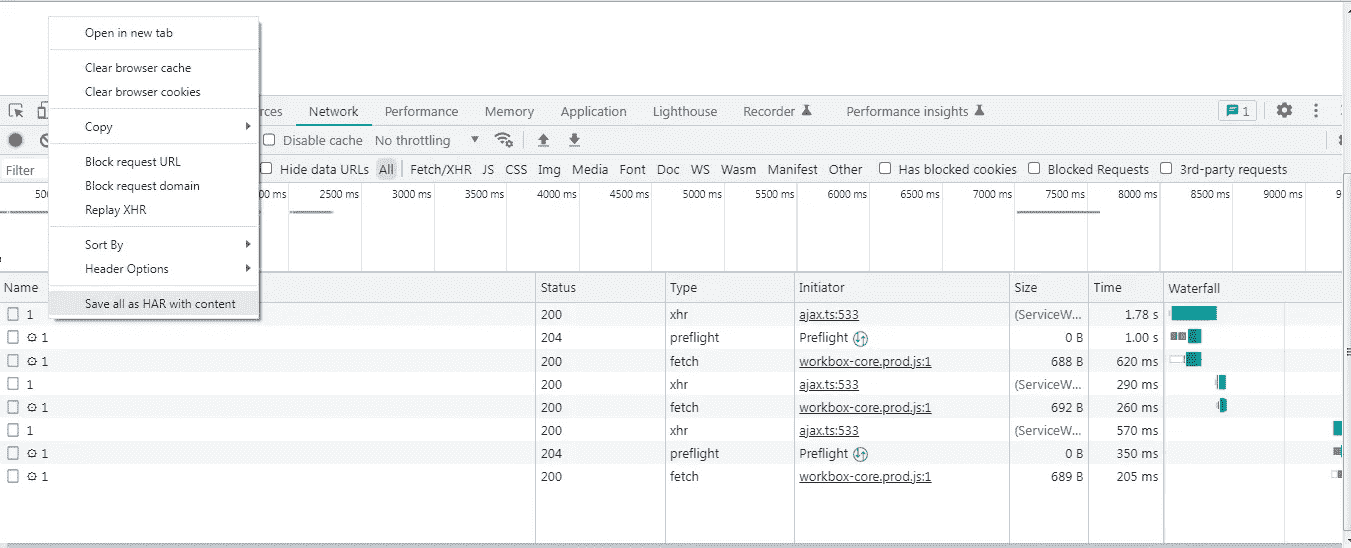 Open in new tab
Clear browser cache
Clear browser cookies
Copy
Block request URL
Block request domain
Replay XHR
Sort By
Header Options
Save all as HAR with content
rces Network Performance Memory Application Lighthouse Recorder Performance insights 1
Disable cache No throttling
Filter Hide data URLs All Fetch/XHR JS CSS Img Media Font Doc WS Wasm Manifest Other Has blocked cookies Blocked Requests 3rd-party requests
500 ms 2500 ms 3000 ms 3500 ms 4000 ms 4500 ms 5000 ms 5500 ms 6000 ms 6500 ms 7000 ms 7500 ms 8000 ms 8500 ms 9000 ms 9
Name Status Type Initiator Size Time Waterfall
1 200 xhr ajax.ts:533 (ServiceW... 1.78 s
1 204 preflight Preflight 0 B 1.00 s
1 200 fetch workbox-core.prod.js:1 688 B 620 ms
1 200 xhr ajax.ts:533 (ServiceW... 290 ms
1 200 fetch workbox-core.prod.js:1 692 B 260 ms
1 200 xhr ajax.ts:533 (ServiceW... 570 ms
1 204 preflight Preflight 0 B 350 ms
1 200 fetch workbox-core.prod.js:1 689 B 205 ms